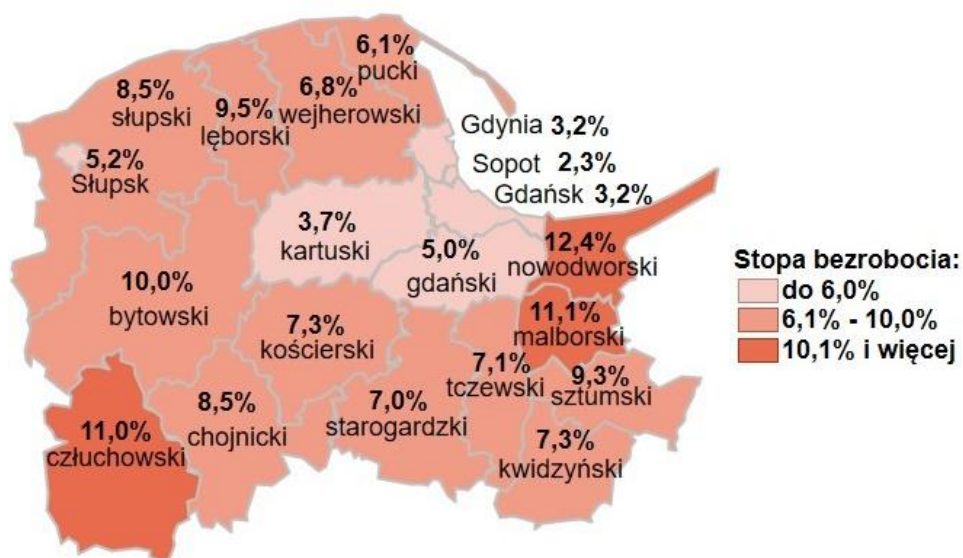 6,1%
pucki
8,5%
słupski
9,5%
lęborski
6,8%
wejherowski
Gdynia 3,2%
Sopot 2,3%
Gdańsk 3,2%
5,2%
Słupsk
3,7%
kartuski
5,0%
gdański
12,4%
nowodworski
10,0%
bytowski
7,3%
kościerski
11,1%
malborski
7,1%
tczewski
9,3%
sztumski
11,0%
człuchowski
8,5%
chojnicki
7,0%
starogardzki
7,3%
kwidzyński
Stopa bezrobocia:
do 6,0%
6,1% - 10,0%
10,1% i więcej